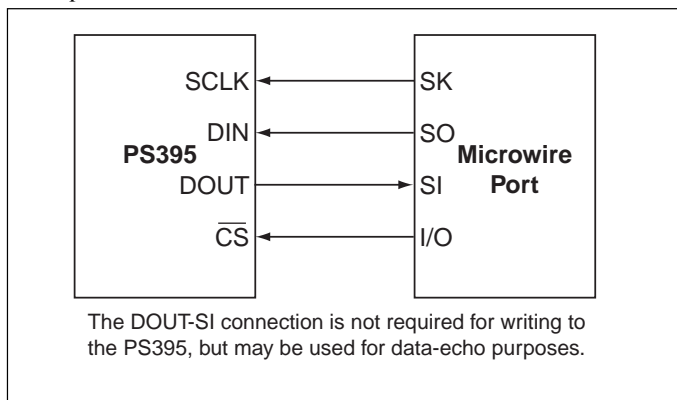 SCLK SK
DIN SO
PS395 Microwire
Port
DOUT SI
CS I/O
The DOUT-SI connection is not required for writing to
the PS395, but may be used for data-echo purposes.